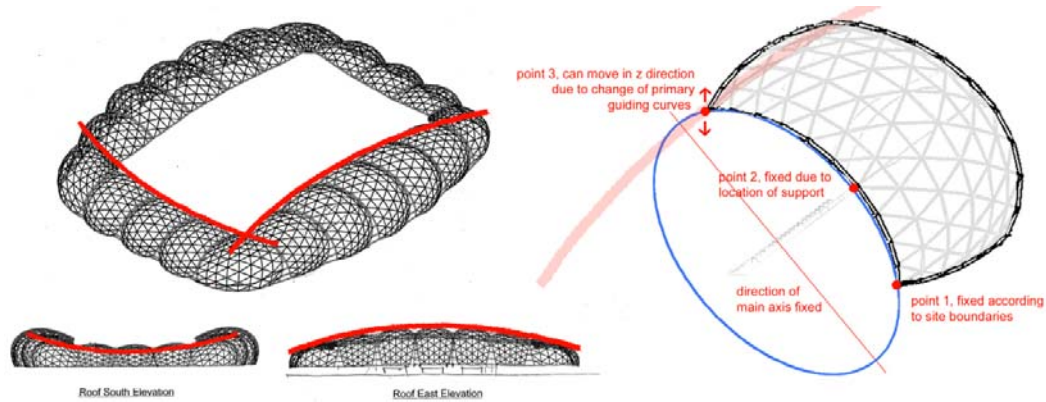 point 3, can move in z direction
due to change of primary
guiding curves
point 2, fixed due to
location of support
direction of
main axis fixed
point 1, fixed according
to site boundaries
Roof South Elevation
Roof East Elevation